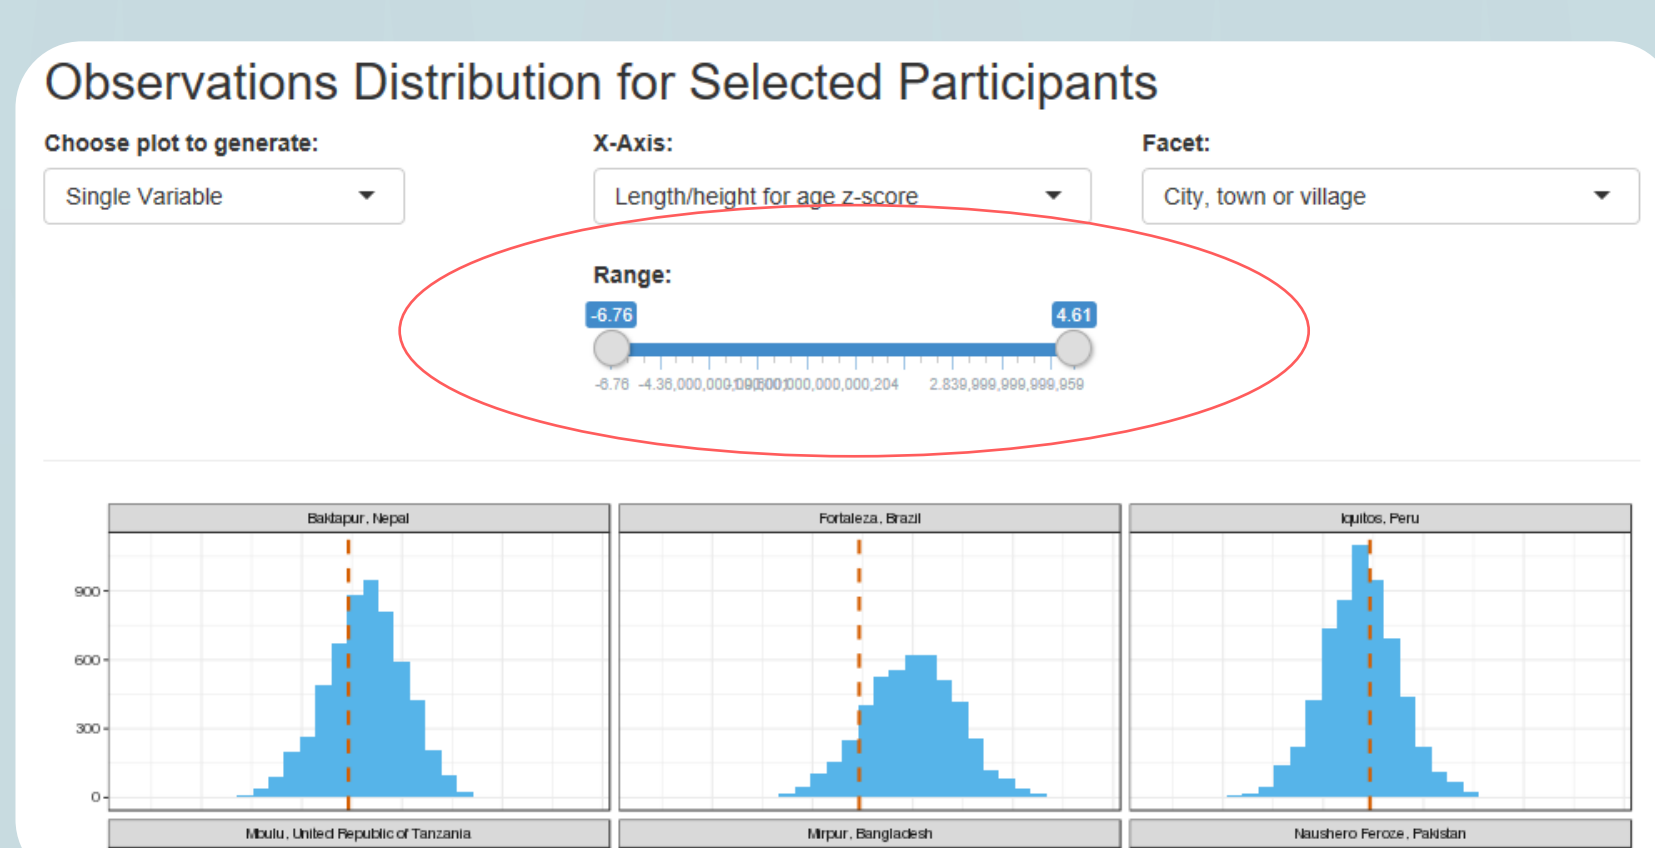 Observations Distribution for Selected Participants
Choose plot to generate: X-Axis: Facet:
Single Variable Length/height for age z-score City, town or village
Range:
-6.76 4.61
-6.76 2.839,999,999,999,959
Baktapur, Nepal Fortaleza, Brazil Iquitos, Peru
900
600
300
0
Mbulu, United Republic of Tanzania Mirpur, Bangladesh Naushero Feroze, Pakistan